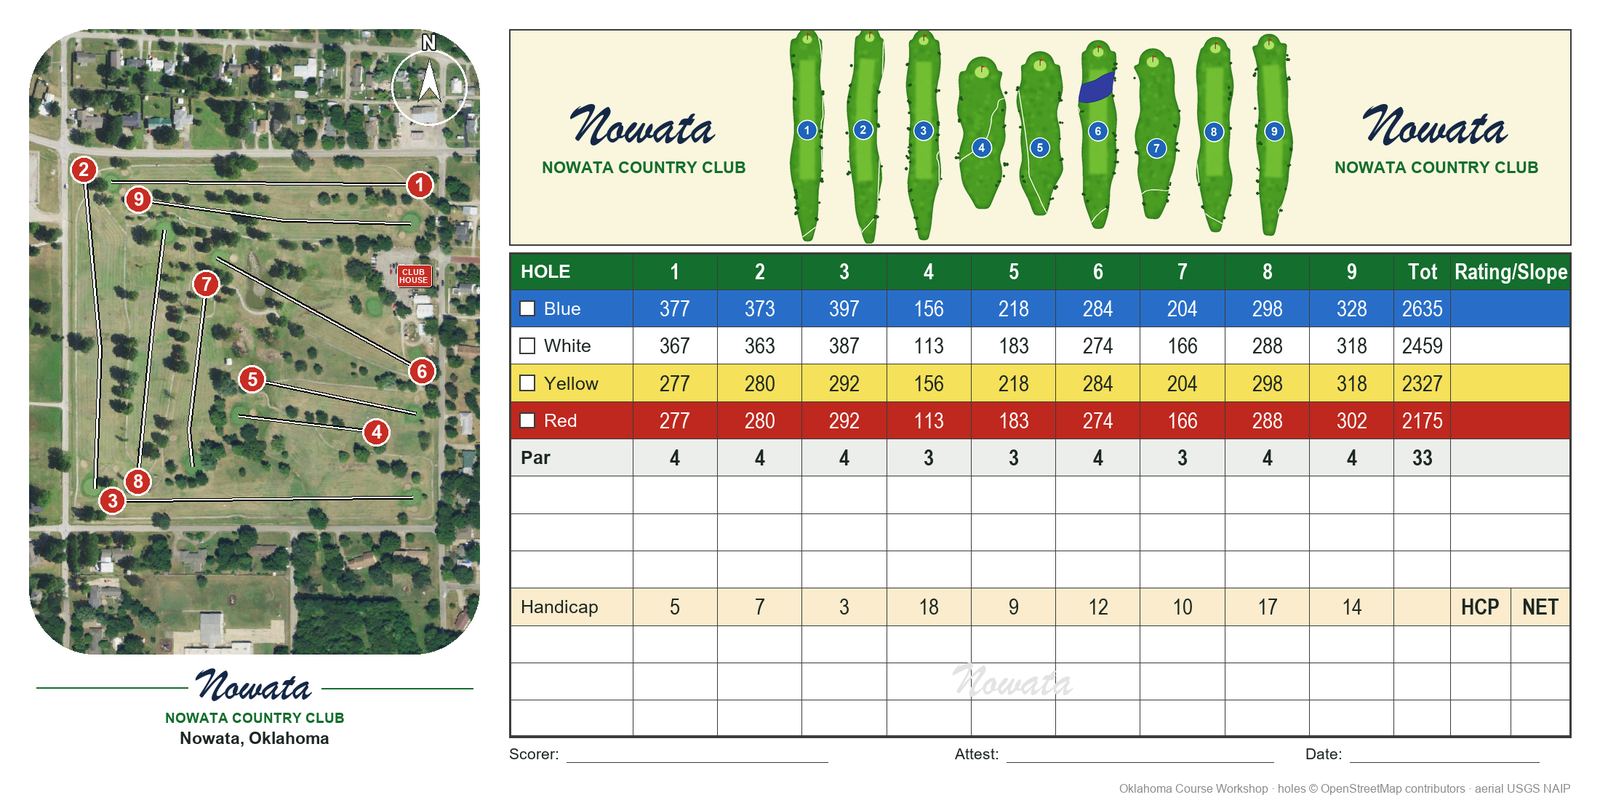 N
2
1
9
CLUB
HOUSE
7
6
5
4
8
3
Nowata
NOWATA COUNTRY CLUB
Nowata, Oklahoma
Nowata
NOWATA COUNTRY CLUB
1 2 3 4 5 6 7 8 9
Nowata
NOWATA COUNTRY CLUB
HOLE 1 2 3 4 5 6 7 8 9 Tot Rating/Slope
Blue 377 373 397 156 218 284 204 298 328 2635
White 367 363 387 113 183 274 166 288 318 2459
Yellow 277 280 292 156 218 284 204 298 318 2327
Red 277 280 292 113 183 274 166 288 302 2175
Par 4 4 4 3 3 4 3 4 4 33
Handicap 5 7 3 18 9 12 10 17 14 HCP NET
Nowata
Scorer: Attest: Date:
Oklahoma Course Workshop · holes © OpenStreetMap contributors · aerial USGS NAIP